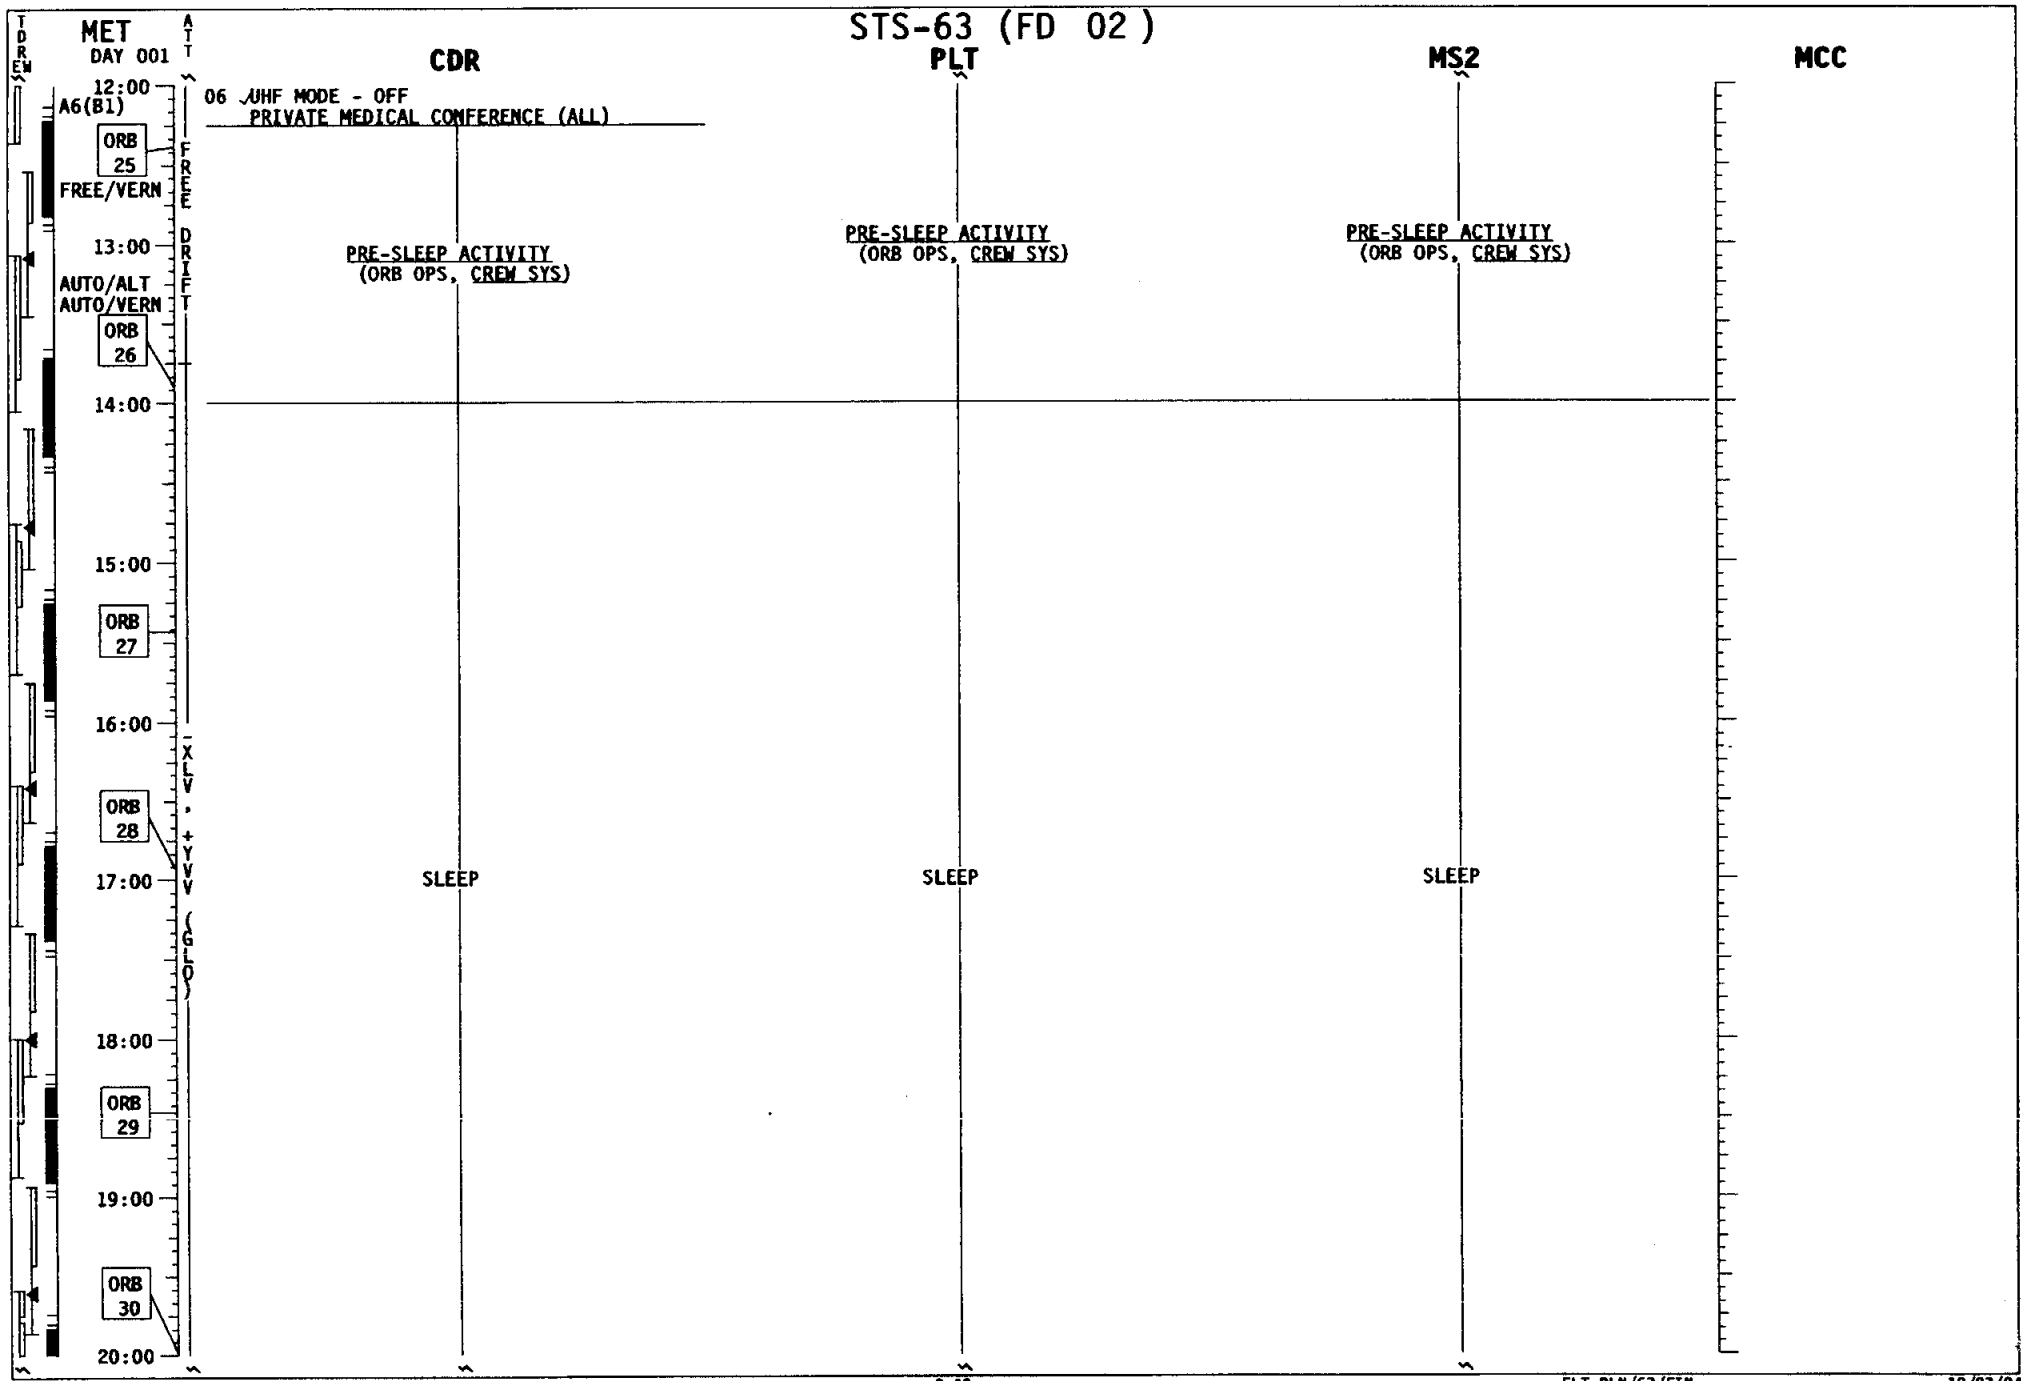 STS-63 (FD 02)
TDRS
EW
MET
DAY 001
ATT
CDR
PLT
MS2
MCC
12:00
A6(B1)
06 √UHF MODE - OFF
PRIVATE MEDICAL CONFERENCE (ALL)
ORB
25
FREE/VERN
FREE DRIFT
13:00
PRE-SLEEP ACTIVITY
(ORB OPS, CREW SYS)
PRE-SLEEP ACTIVITY
(ORB OPS, CREW SYS)
PRE-SLEEP ACTIVITY
(ORB OPS, CREW SYS)
AUTO/ALT
AUTO/VERN
ORB
26
14:00
15:00
ORB
27
16:00
-XLV, +YVV (GLO)
ORB
28
17:00
SLEEP
SLEEP
SLEEP
18:00
ORB
29
19:00
ORB
30
20:00